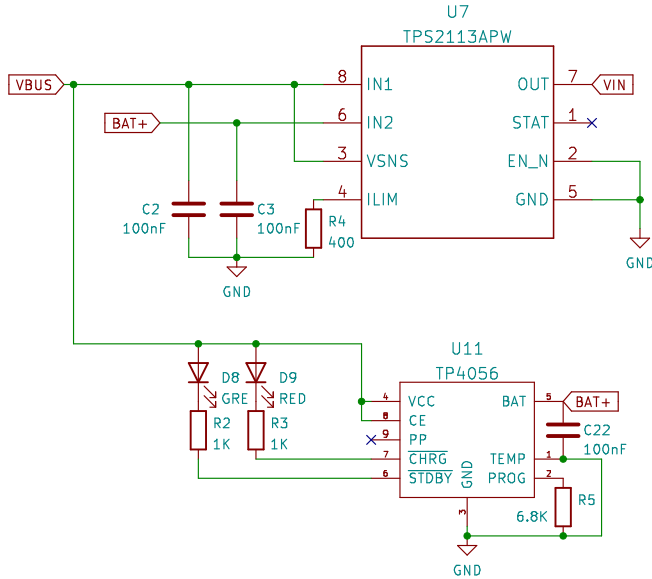 U7
TPS2113APW
VBUS
8
IN1
OUT
7
VIN
BAT+
6
IN2
STAT
1
3
VSNS
EN_N
2
4
ILIM
GND
5
C2
100nF
C3
100nF
R4
400
GND
GND
U11
TP4056
D8
GRE
D9
RED
R2
1K
R3
1K
4
VCC
BAT
5
BAT+
8
CE
9
PP
C22
100nF
7
CHRG
TEMP
1
6
STDBY
GND
PROG
2
3
6.8K
R5
GND